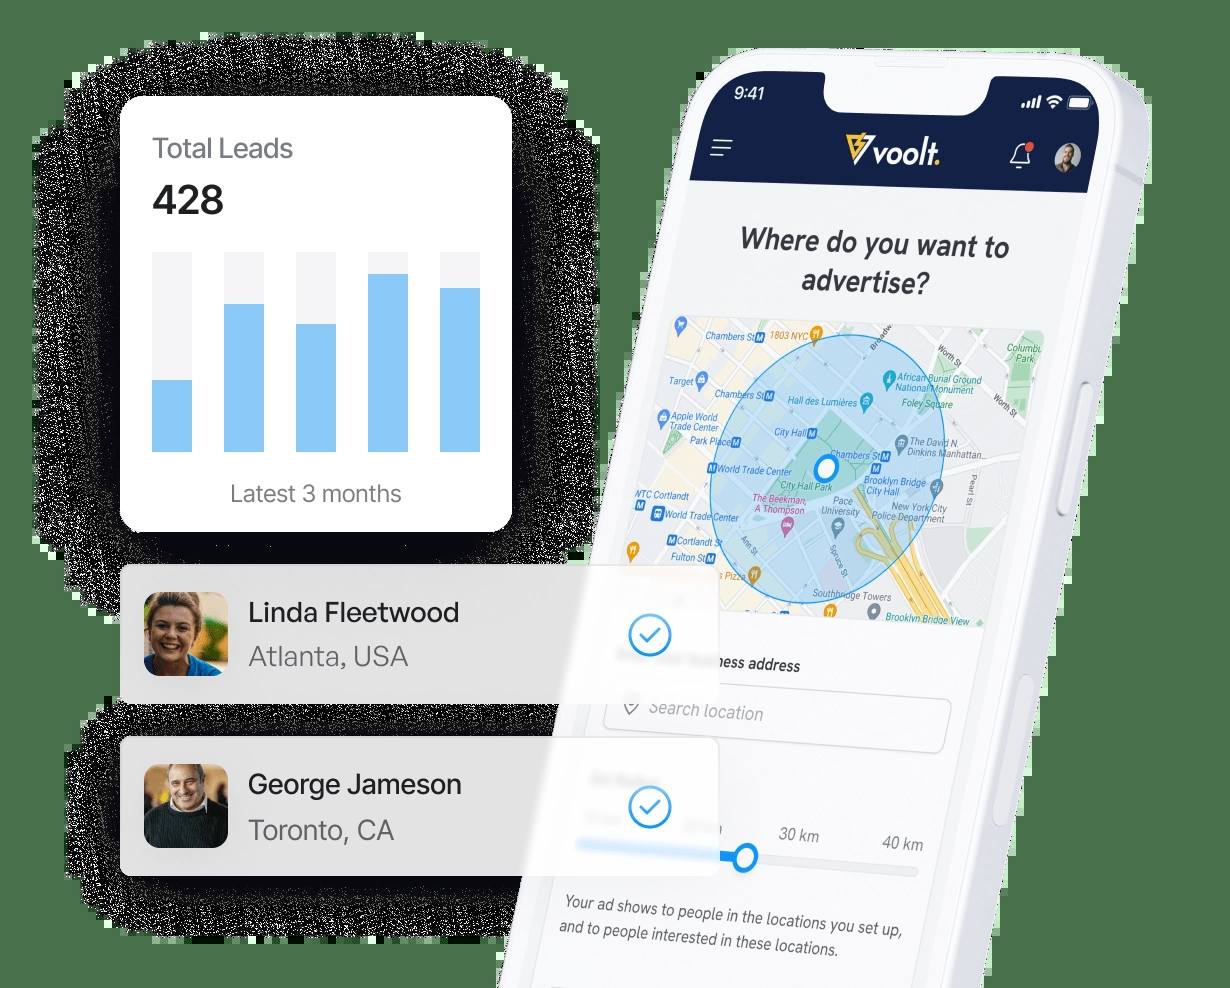 Total Leads
428
Latest 3 months
Linda Fleetwood
Atlanta, USA
George Jameson
Toronto, CA
9:41
voolt.
Where do you want to
advertise?
Chambers St
1803 NYC
Broadw
Worth St
Columbu
Park
Target
Chambers St
African Burial Ground
National Monument
Hall des Lumières
Foley Square
Worth St
Apple World
Trade Center
City Hall
Park Place
The David N.
Dinkins Manhattan...
Chambers St
World Trade Center
City Hall Park
Brooklyn Bridge
City Hall
Pearl St
WTC Cortlandt
The Beekman,
A Thompson
Pace
University
New York City
Police Department
World Trade Center
Cortlandt St
Ann St
Fulton St
Spruce St
s Pizza
Southbridge Towers
Brooklyn Bridge View
ness address
Search location
30 km
40 km
Your ad shows to people in the locations you set up,
and to people interested in these locations.